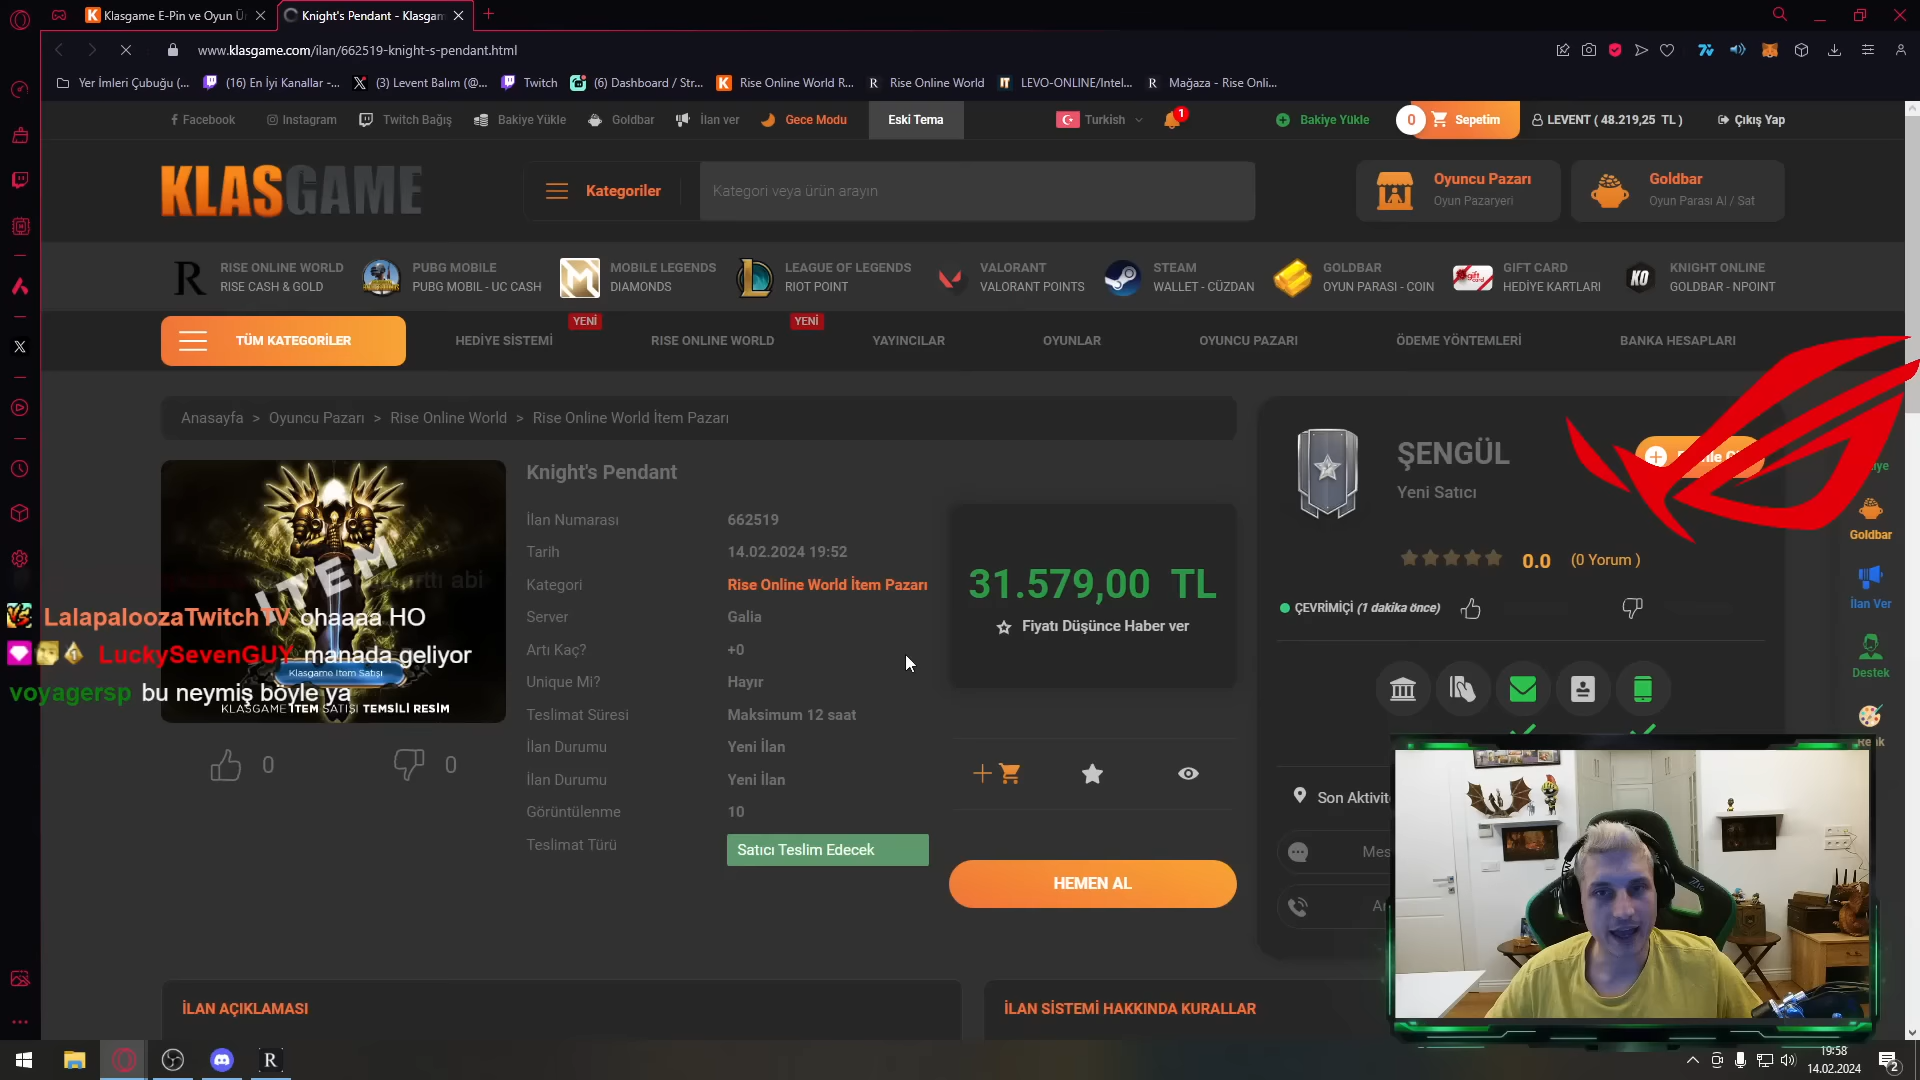 Klasgame E-Pin ve Oyun Ü
Knight's Pendant - Klasgam
www.klasgame.com/ilan/662519-knight-s-pendant.html
Yer İmleri Çubuğu (...
(16) En İyi Kanallar -...
(3) Levent Balım (@...
Twitch
(6) Dashboard / Str...
Rise Online World R...
Rise Online World
LEVO-ONLINE/Intel...
Mağaza - Rise Onli...
Facebook
Instagram
Twitch Bağış
Bakiye Yükle
Goldbar
İlan ver
Gece Modu
Eski Tema
Turkish
1
Bakiye Yükle
0
Sepetim
LEVENT ( 48.219,25 TL )
Çıkış Yap
KLASGAME
Kategoriler
Kategori veya ürün arayın
Oyuncu Pazarı
Oyun Pazaryeri
Goldbar
Oyun Parası Al / Sat
RISE ONLINE WORLD
RISE CASH & GOLD
PUBG MOBILE
PUBG MOBIL - UC CASH
MOBILE LEGENDS
DIAMONDS
LEAGUE OF LEGENDS
RIOT POINT
VALORANT
VALORANT POINTS
STEAM
WALLET - CÜZDAN
GOLDBAR
OYUN PARASI - COIN
GIFT CARD
HEDİYE KARTLARI
KNIGHT ONLINE
GOLDBAR - NPOINT
TÜM KATEGORİLER
HEDİYE SİSTEMİ
YENİ
RISE ONLINE WORLD
YENİ
YAYINCILAR
OYUNLAR
OYUNCU PAZARI
ÖDEME YÖNTEMLERİ
BANKA HESAPLARI
Anasayfa > Oyuncu Pazarı > Rise Online World > Rise Online World İtem Pazarı
Knight's Pendant
İlan Numarası 662519
Tarih 14.02.2024 19:52
Kategori Rise Online World İtem Pazarı
Server Galia
Artı Kaç? +0
Unique Mi? Hayır
Teslimat Süresi Maksimum 12 saat
İlan Durumu Yeni İlan
İlan Durumu Yeni İlan
Görüntülenme 10
Teslimat Türü Satıcı Teslim Edecek
ITEM
Klasgame Item Satışı
KLASGAME ITEM SATIŞI TEMSİLİ RESİM
0
0
arttı abi
LalapaloozaTwitchTV ohaaaa HO
LuckySevenGUY manada geliyor
voyagersp bu neymiş böyle ya
31.579,00 TL
Fiyatı Düşünce Haber ver
HEMEN AL
ŞENGÜL
Yeni Satıcı
0.0
(0 Yorum )
ÇEVRİMİÇİ (1 dakika önce)
Son Aktivit
Mes
Goldbar
İlan Ver
Destek
Renk
İLAN AÇIKLAMASI
İLAN SİSTEMİ HAKKINDA KURALLAR
19:58
14.02.2024
2